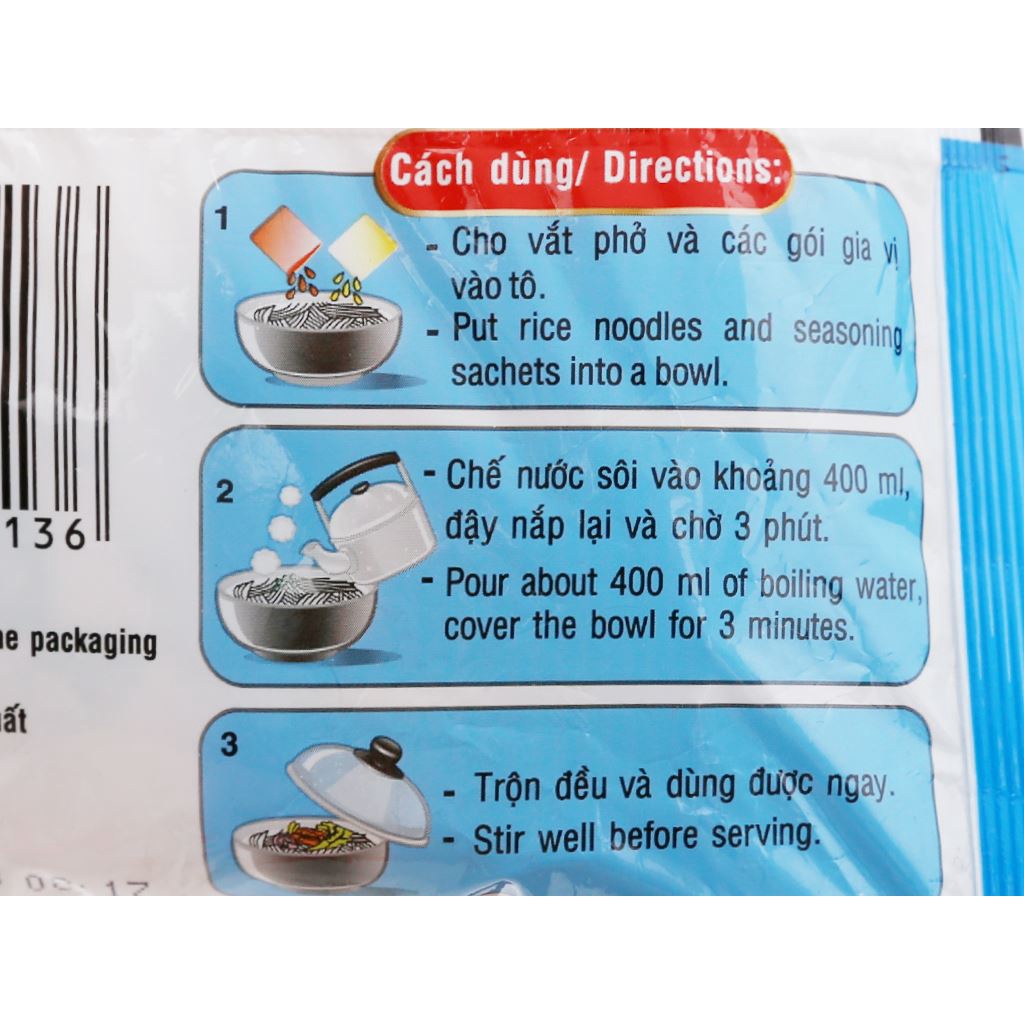 Cách dùng/ Directions:
1
- Cho vắt phở và các gói gia vị
vào tô.
- Put rice noodles and seasoning
sachets into a bowl.
2
- Chế nước sôi vào khoảng 400 ml,
đậy nắp lại và chờ 3 phút.
- Pour about 400 ml of boiling water,
cover the bowl for 3 minutes.
3
- Trộn đều và dùng được ngay.
- Stir well before serving.
136
packaging